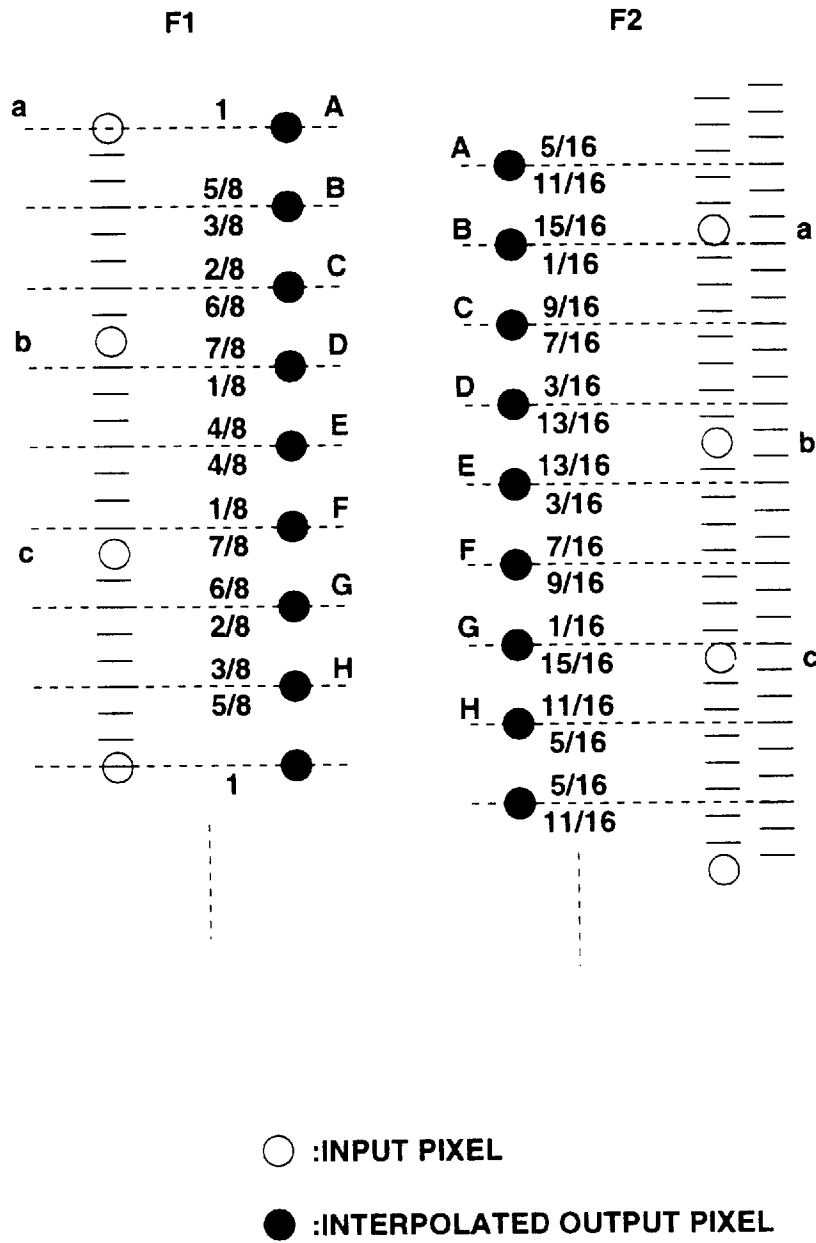 F1
F2
a 1 A
5/8 B
3/8
2/8 C
6/8
b 7/8 D
1/8
4/8 E
4/8
1/8 F
c 7/8
6/8 G
2/8
3/8 H
5/8
1
A 5/16
11/16
B 15/16 a
1/16
C 9/16
7/16
D 3/16
13/16 b
E 13/16
3/16
F 7/16
9/16
G 1/16
15/16 c
H 11/16
5/16
5/16
11/16
:INPUT PIXEL
:INTERPOLATED OUTPUT PIXEL